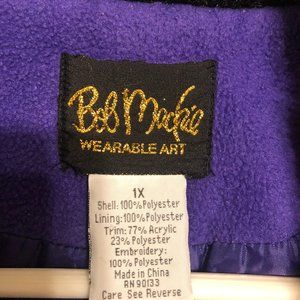 Bob Mackie
WEARABLE ART
1X
Shell: 100% Polyester
Lining: 100% Polyester
Trim: 77% Acrylic
23% Polyester
Embroidery:
100% Polyester
Made in China
RN 90133
Care See Reverse